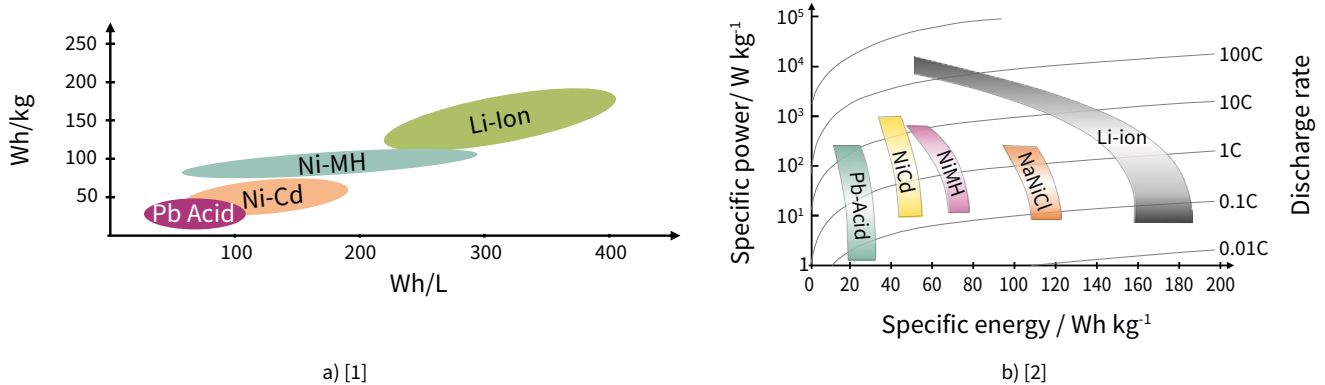 250
200
150
100
50
Wh/kg
Li-Ion
Ni-MH
Ni-Cd
Pb Acid
100 200 300 400
Wh/L
a) [1]
10⁵
10⁴
10³
10²
10¹
1
Specific power/ W kg⁻¹
100C
10C
1C
0.1C
0.01C
Discharge rate
Pb-Acid
NiCd
NiMH
NaNiCl
Li-ion
0 20 40 60 80 100 120 140 160 180 200
Specific energy / Wh kg⁻¹
b) [2]